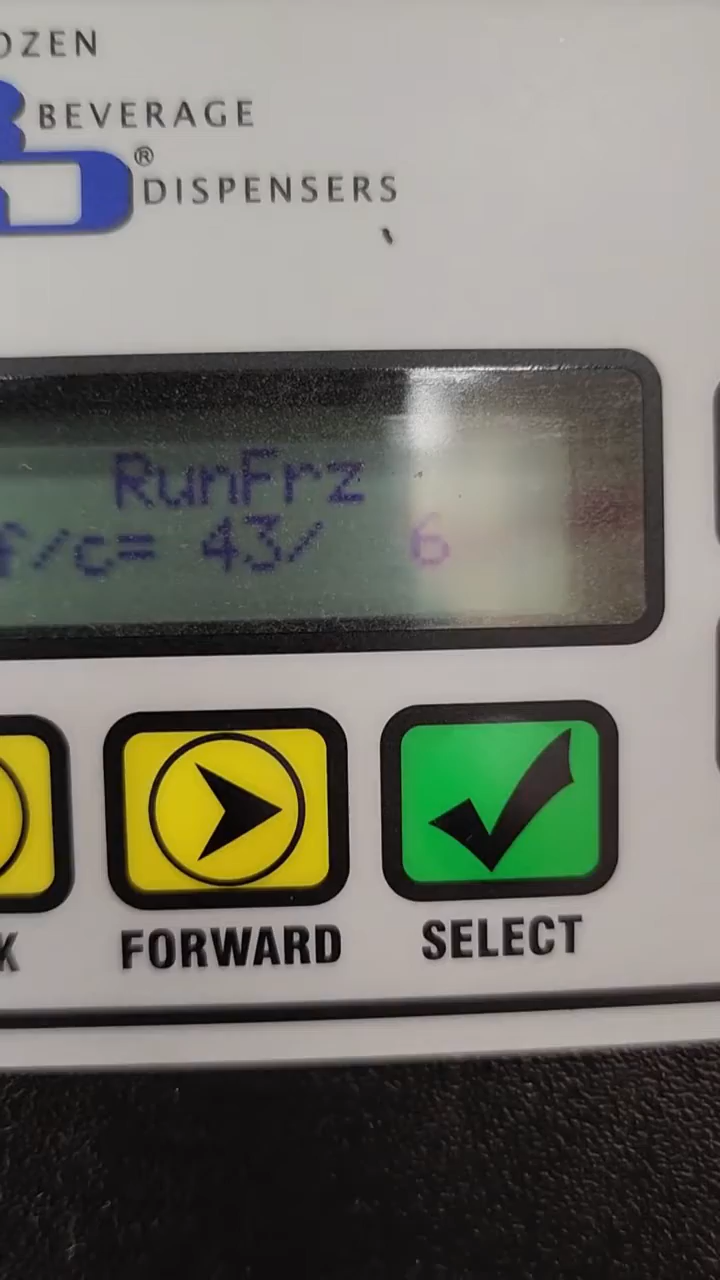 OZEN
BEVERAGE
® DISPENSERS
RunFrz
f/c= 43/ 6
K FORWARD SELECT